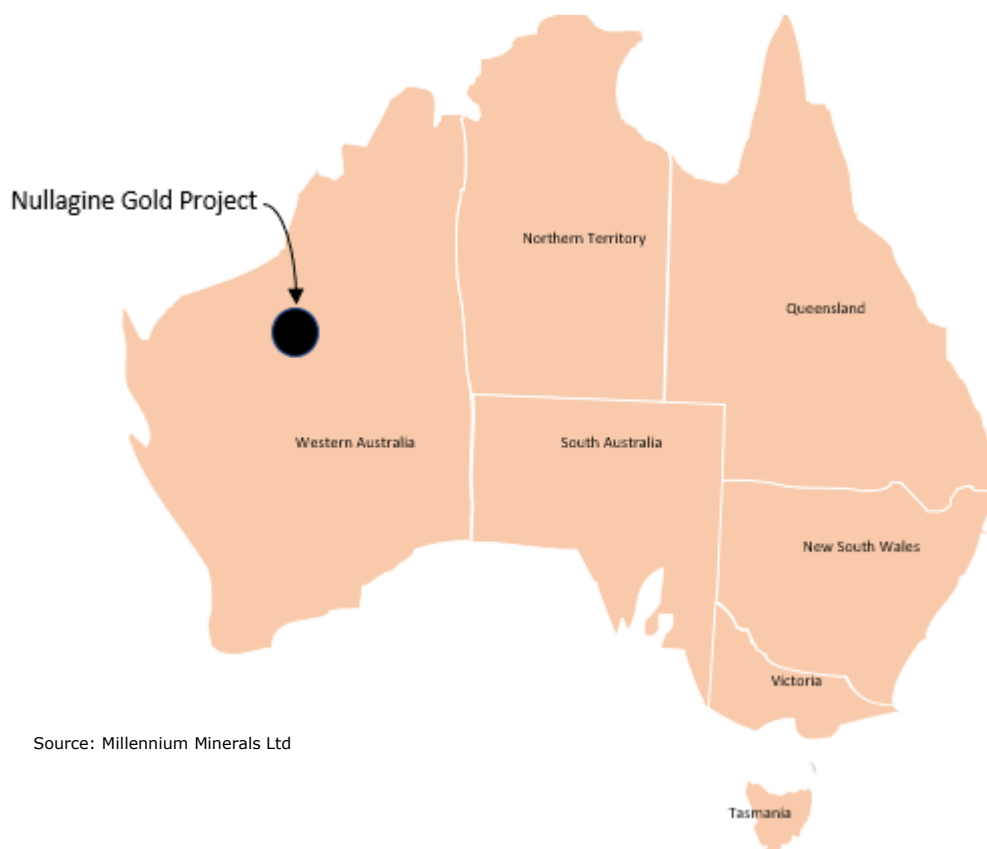 Nullagine Gold Project
Northern Territory
Queensland
Western Australia
South Australia
New South Wales
Victoria
Source: Millennium Minerals Ltd
Tasmania